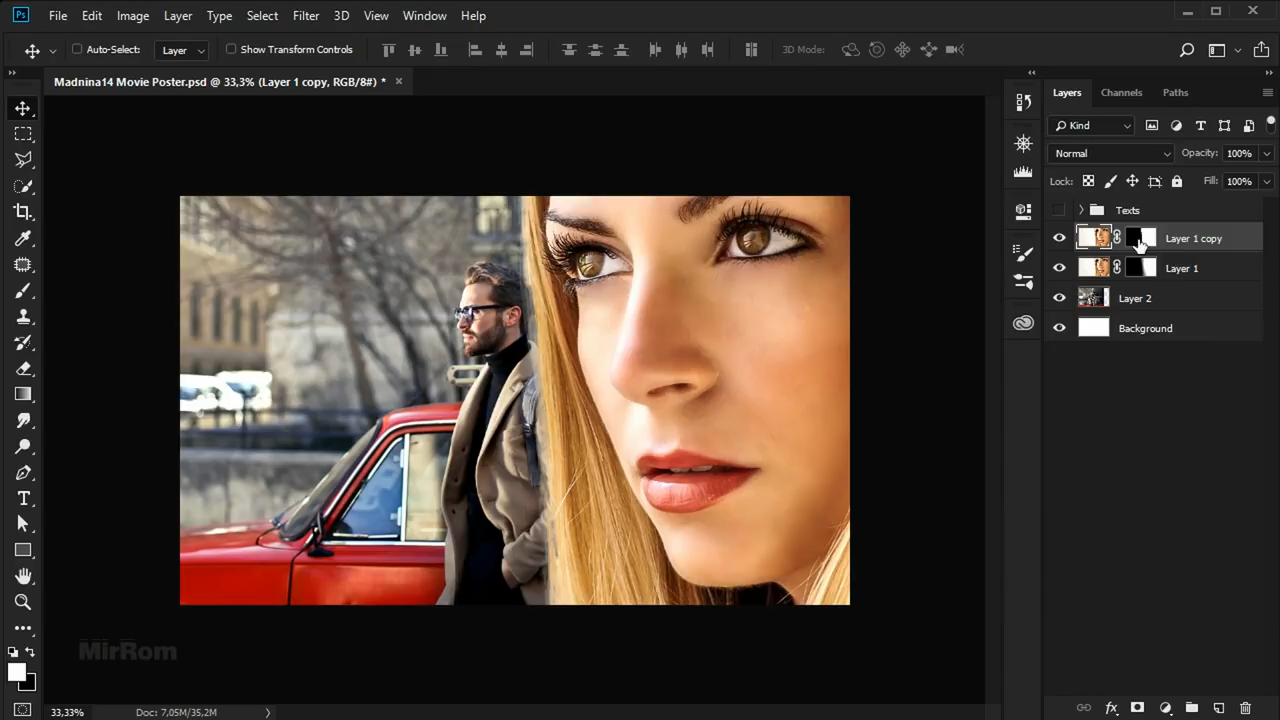 Ps File Edit Image Layer Type Select Filter 3D View Window Help
Auto-Select: Layer Show Transform Controls 3D Mode:
Madnina14 Movie Poster.psd @ 33,3% (Layer 1 copy, RGB/8#) *
Layers Channels Paths
Kind
Normal Opacity: 100%
Lock: Fill: 100%
Texts
Layer 1 copy
Layer 1
Layer 2
Background
MirRom
33,33% Doc: 7,05M/35,2M